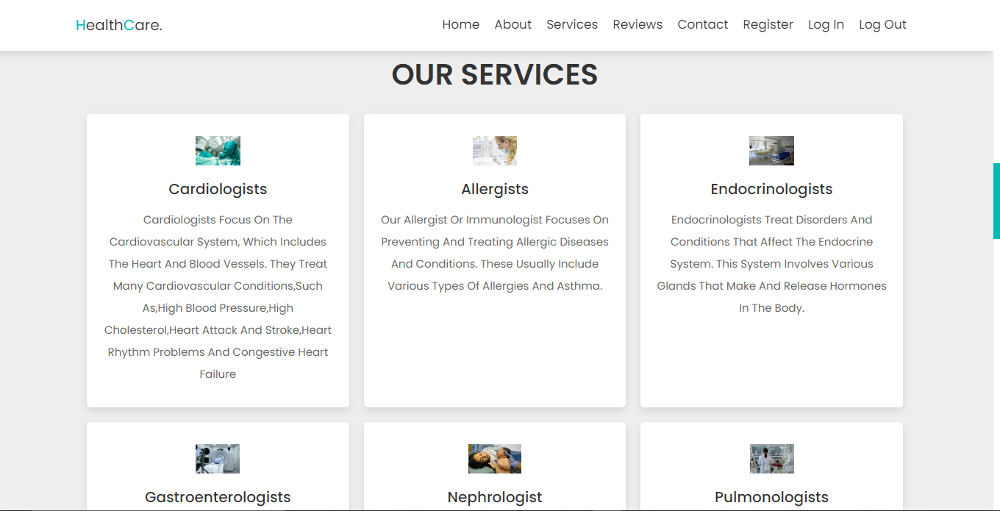 HealthCare.
Home About Services Reviews Contact Register Log In Log Out
OUR SERVICES
Cardiologists
Cardiologists Focus On The
Cardiovascular System, Which Includes
The Heart And Blood Vessels. They Treat
Many Cardiovascular Conditions,Such
As,High Blood Pressure,High
Cholesterol,Heart Attack And Stroke,Heart
Rhythm Problems And Congestive Heart
Failure
Allergists
Our Allergist Or Immunologist Focuses On
Preventing And Treating Allergic Diseases
And Conditions. These Usually Include
Various Types Of Allergies And Asthma.
Endocrinologists
Endocrinologists Treat Disorders And
Conditions That Affect The Endocrine
System. This System Involves Various
Glands That Make And Release Hormones
In The Body.
Gastroenterologists
Nephrologist
Pulmonologists